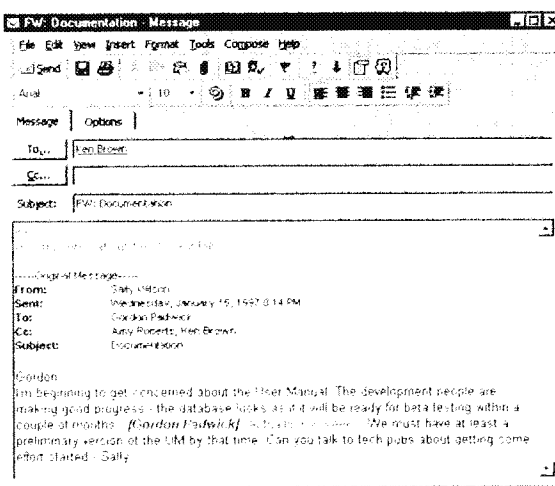 FW: Documentation - Message
File Edit View Insert Format Tools Compose Help
Send
Arial 10 B I U
Message Options
To... Ken Brown
Cc...
Subject: FW: Documentation
-----Original Message-----
From: Sally Wilson
Sent: Wednesday, January 15, 1997 8:14 PM
To: Gordon Padwick
Cc: Amy Roberts, Ken Brown
Subject: Documentation
Gordon
I'm beginning to get concerned about the User Manual. The development people are
making good progress - the database looks as if it will be ready for beta testing within a
couple of months [Gordon Padwick] We must have at least a
preliminary version of the UM by that time. Can you talk to tech pubs about getting some
effort started - Sally